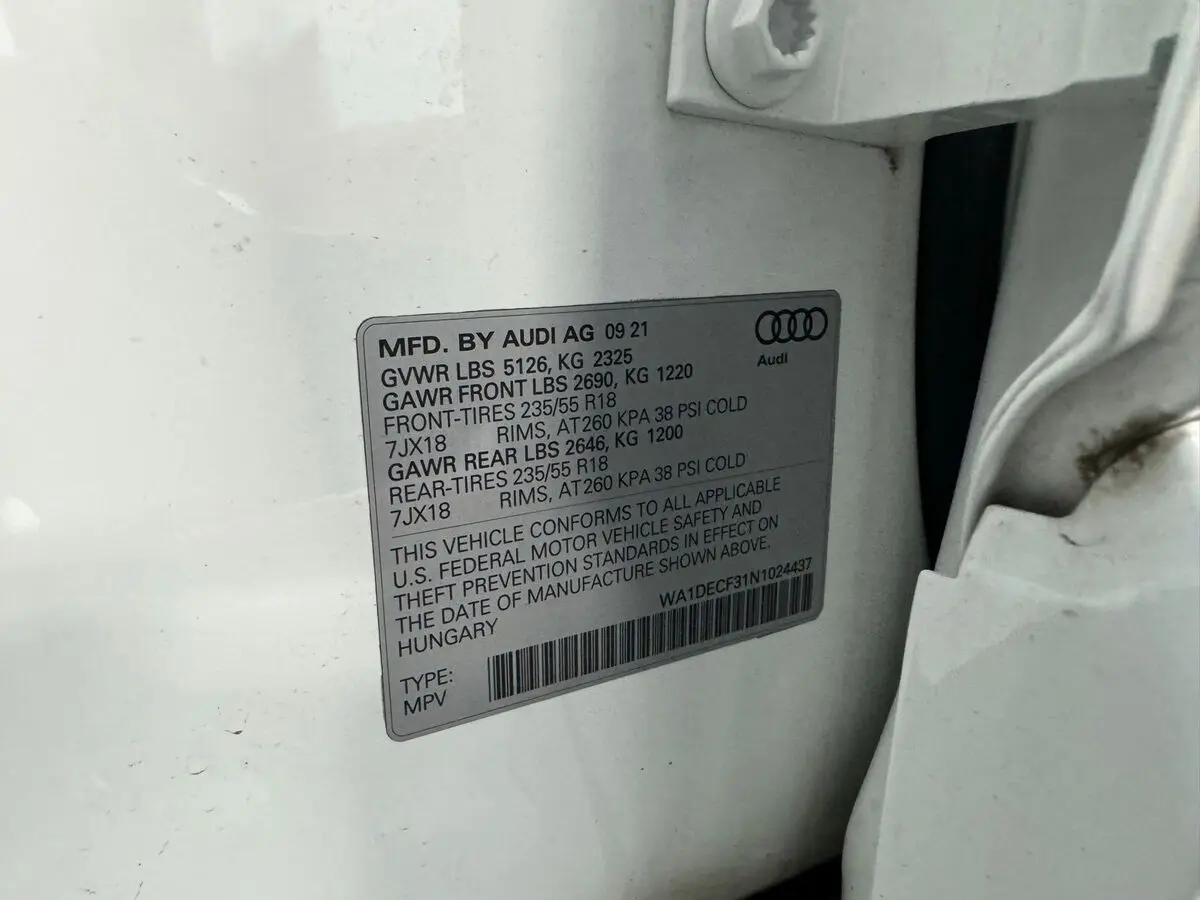 MFD. BY AUDI AG 09 21
Audi
GVWR LBS 5126, KG 2325
GAWR FRONT LBS 2690, KG 1220
FRONT-TIRES 235/55 R18
7JX18 RIMS, AT260 KPA 38 PSI COLD
GAWR REAR LBS 2646, KG 1200
REAR-TIRES 235/55 R18
7JX18 RIMS, AT260 KPA 38 PSI COLD
THIS VEHICLE CONFORMS TO ALL APPLICABLE
U.S. FEDERAL MOTOR VEHICLE SAFETY AND
THEFT PREVENTION STANDARDS IN EFFECT ON
THE DATE OF MANUFACTURE SHOWN ABOVE.
HUNGARY
WA1DECF31N1024437
TYPE:
MPV